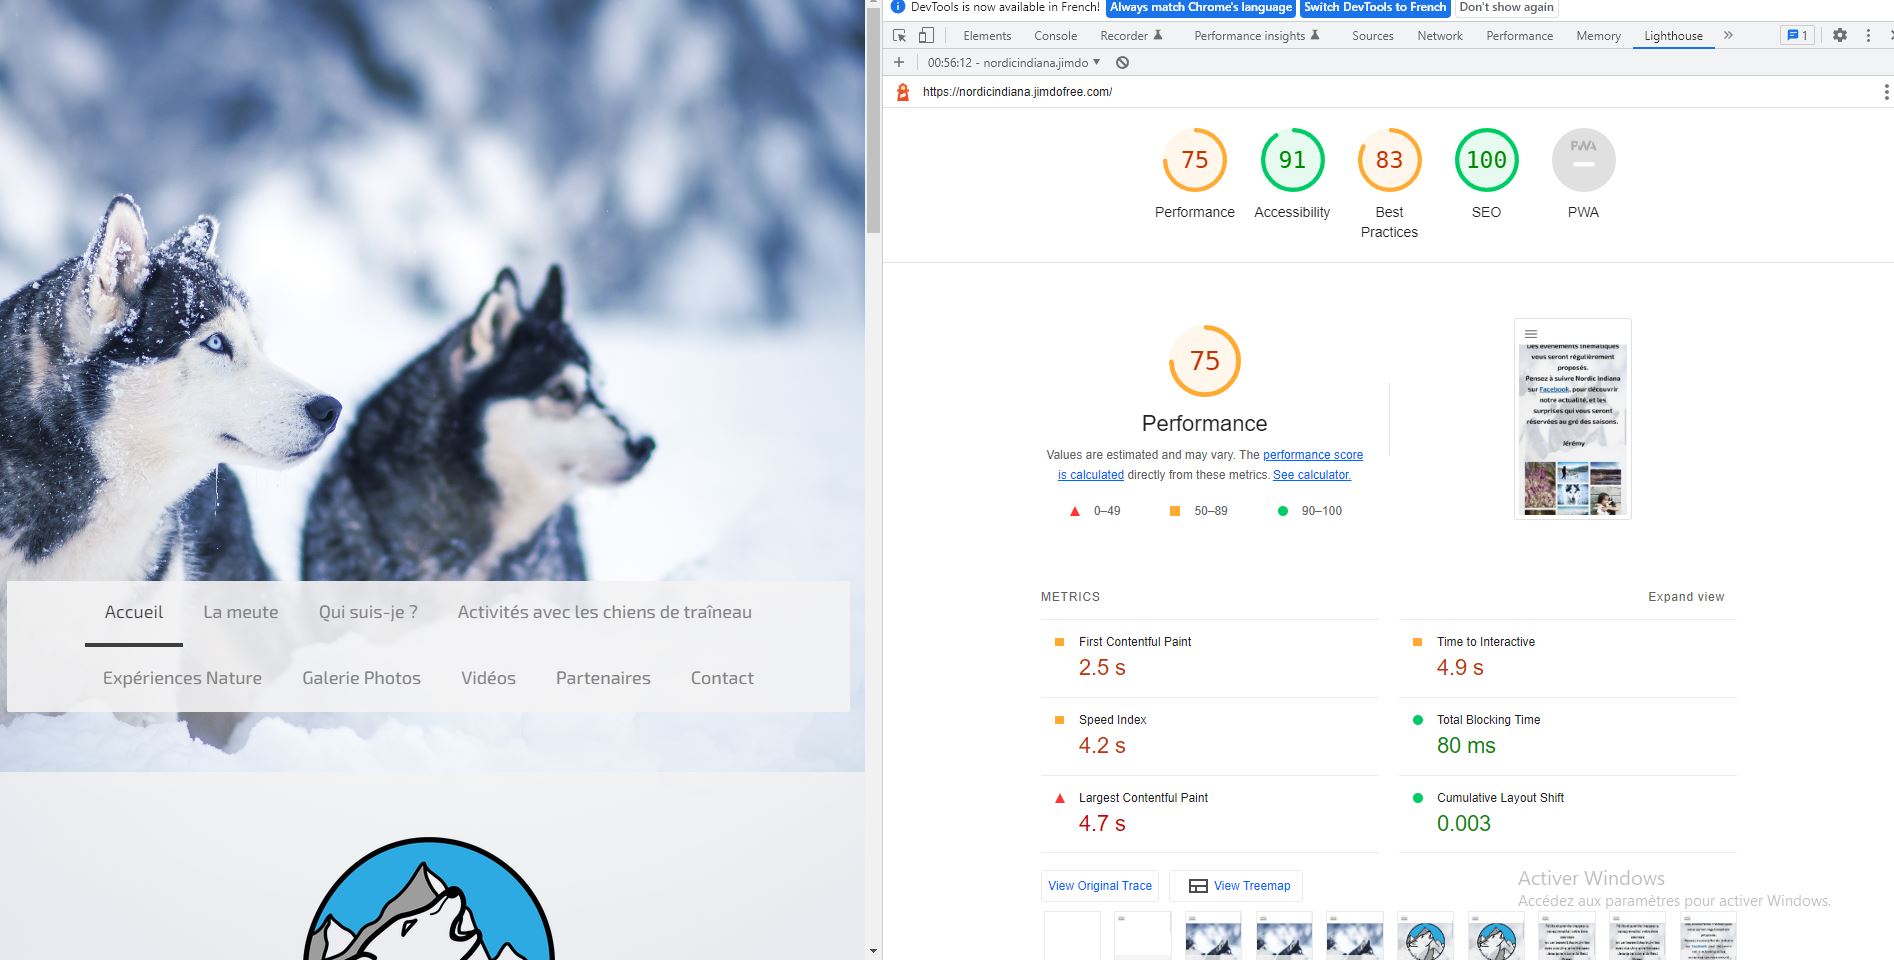 DevTools is now available in French! Always match Chrome's language Switch DevTools to French Don't show again
Elements Console Recorder Performance insights Sources Network Performance Memory Lighthouse 1
00:56:12 - nordicindiana.jimdo
https://nordicindiana.jimdofree.com/
75 91 83 100 PWA
Performance Accessibility Best Practices SEO PWA
75
Performance
Values are estimated and may vary. The performance score
is calculated directly from these metrics. See calculator.
0–49 50–89 90–100
Des évènements thématiques
vous seront régulièrement
proposés.
Pensez à suivre Nordic Indiana
sur Facebook, pour découvrir
notre actualité, et les
surprises qui vous seront
réservées au gré des saisons.
Jérémy
METRICS Expand view
First Contentful Paint
2.5 s
Time to Interactive
4.9 s
Speed Index
4.2 s
Total Blocking Time
80 ms
Largest Contentful Paint
4.7 s
Cumulative Layout Shift
0.003
View Original Trace View Treemap
Activer Windows
Accédez aux paramètres pour activer Windows.
Accueil La meute Qui suis-je ? Activités avec les chiens de traîneau
Expériences Nature Galerie Photos Vidéos Partenaires Contact